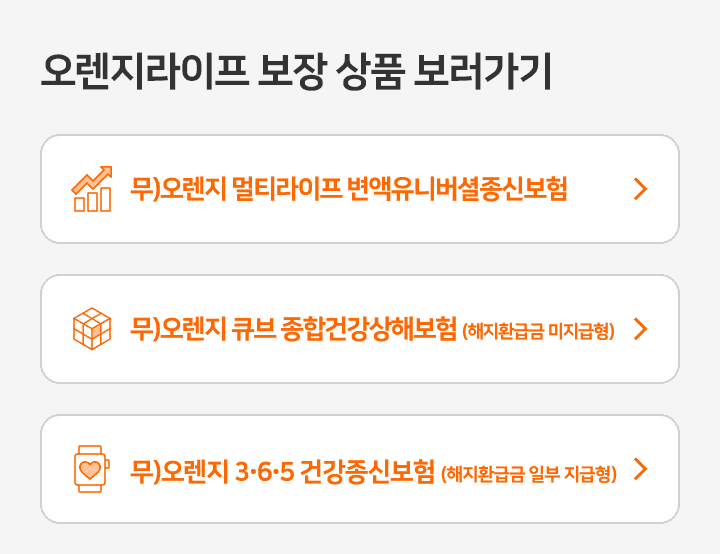 오렌지라이프 보장 상품 보러가기
무)오렌지 멀티라이프 변액유니버셜종신보험
무)오렌지 큐브 종합건강상해보험 (해지환급금 미지급형)
무)오렌지 3·6·5 건강종신보험 (해지환급금 일부 지급형)